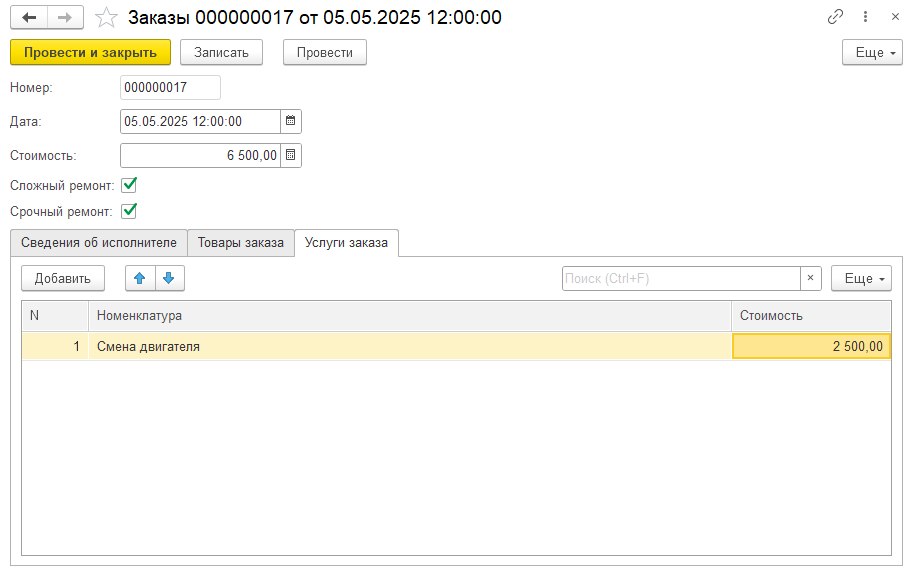 Заказы 000000017 от 05.05.2025 12:00:00
Провести и закрыть Записать Провести Еще
Номер: 000000017
Дата: 05.05.2025 12:00:00
Стоимость: 6 500,00
Сложный ремонт:
Срочный ремонт:
Сведения об исполнителе Товары заказа Услуги заказа
Добавить Поиск (Ctrl+F) × Еще
N Номенклатура Стоимость
1 Смена двигателя 2 500,00